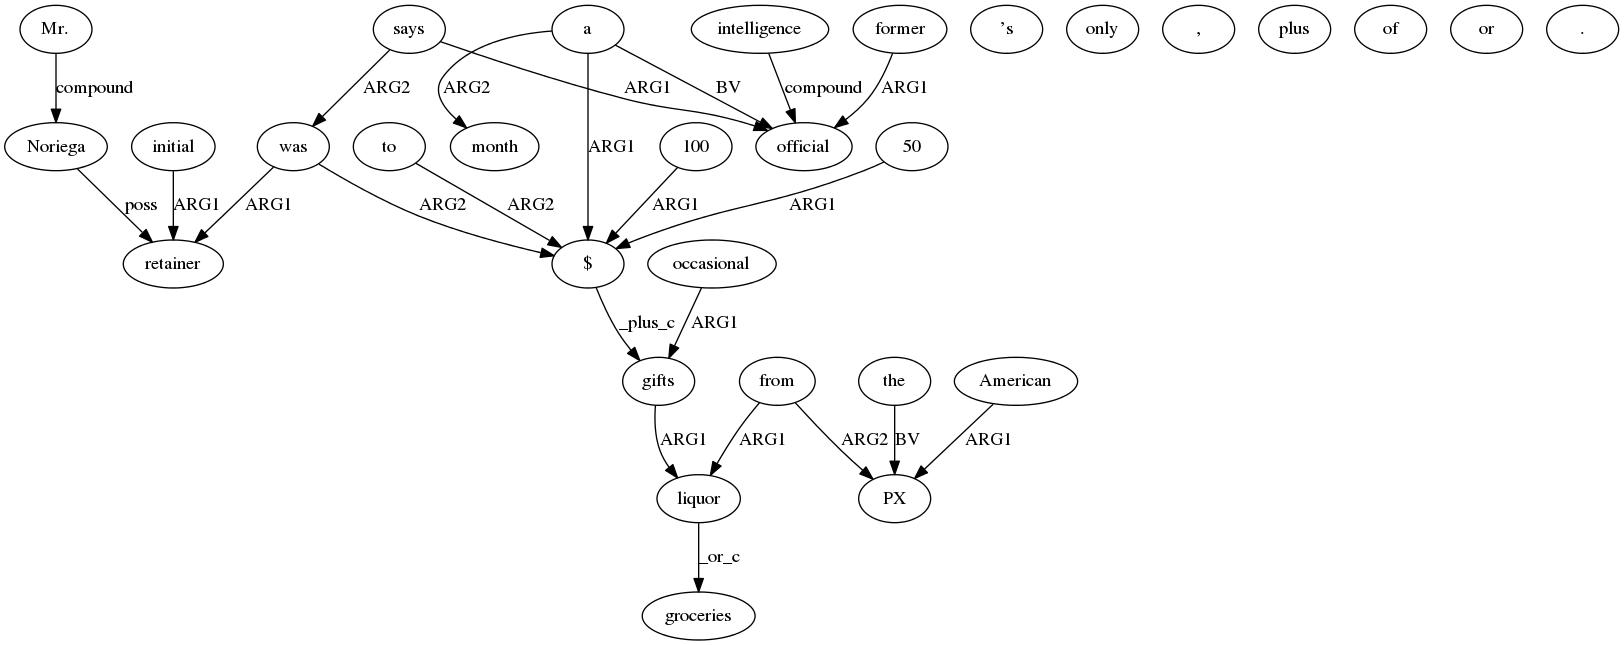 Mr. says a intelligence former ’s only , plus of or .
compound ARG2 ARG2 ARG1 BV compound ARG1
Noriega initial was to month ARG1 100 official 50
poss ARG1 ARG1 ARG2 ARG2 ARG1 ARG1
retainer $ occasional
_plus_c ARG1
gifts from the American
ARG1 ARG1 ARG2 BV ARG1
liquor PX
_or_c
groceries